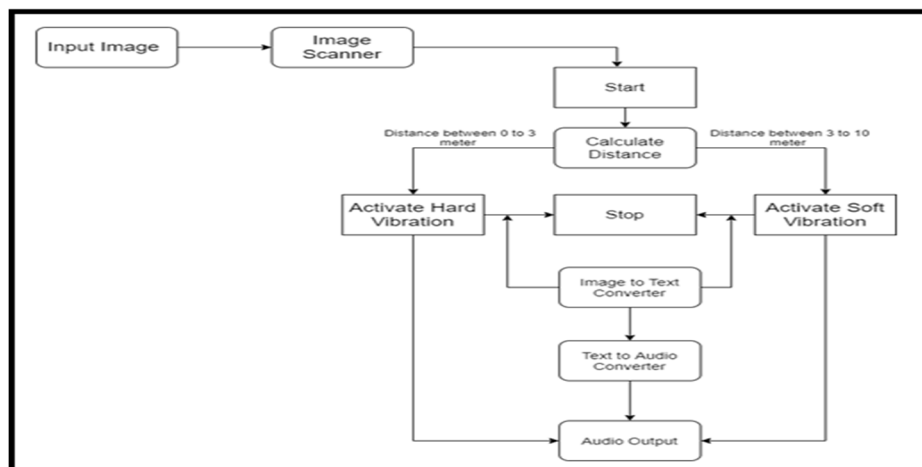 Input Image
Image
Scanner
Start
Distance between 0 to 3
meter
Calculate
Distance
Distance between 3 to 10
meter
Activate Hard
Vibration
Stop
Activate Soft
Vibration
Image to Text
Converter
Text to Audio
Converter
Audio Output